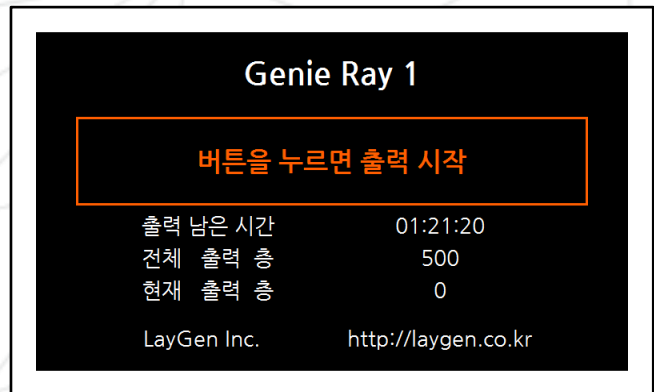 Genie Ray 1
버튼을 누르면 출력 시작
출력 남은 시간 01:21:20
전체 출력 층 500
현재 출력 층 0
LayGen Inc. http://laygen.co.kr